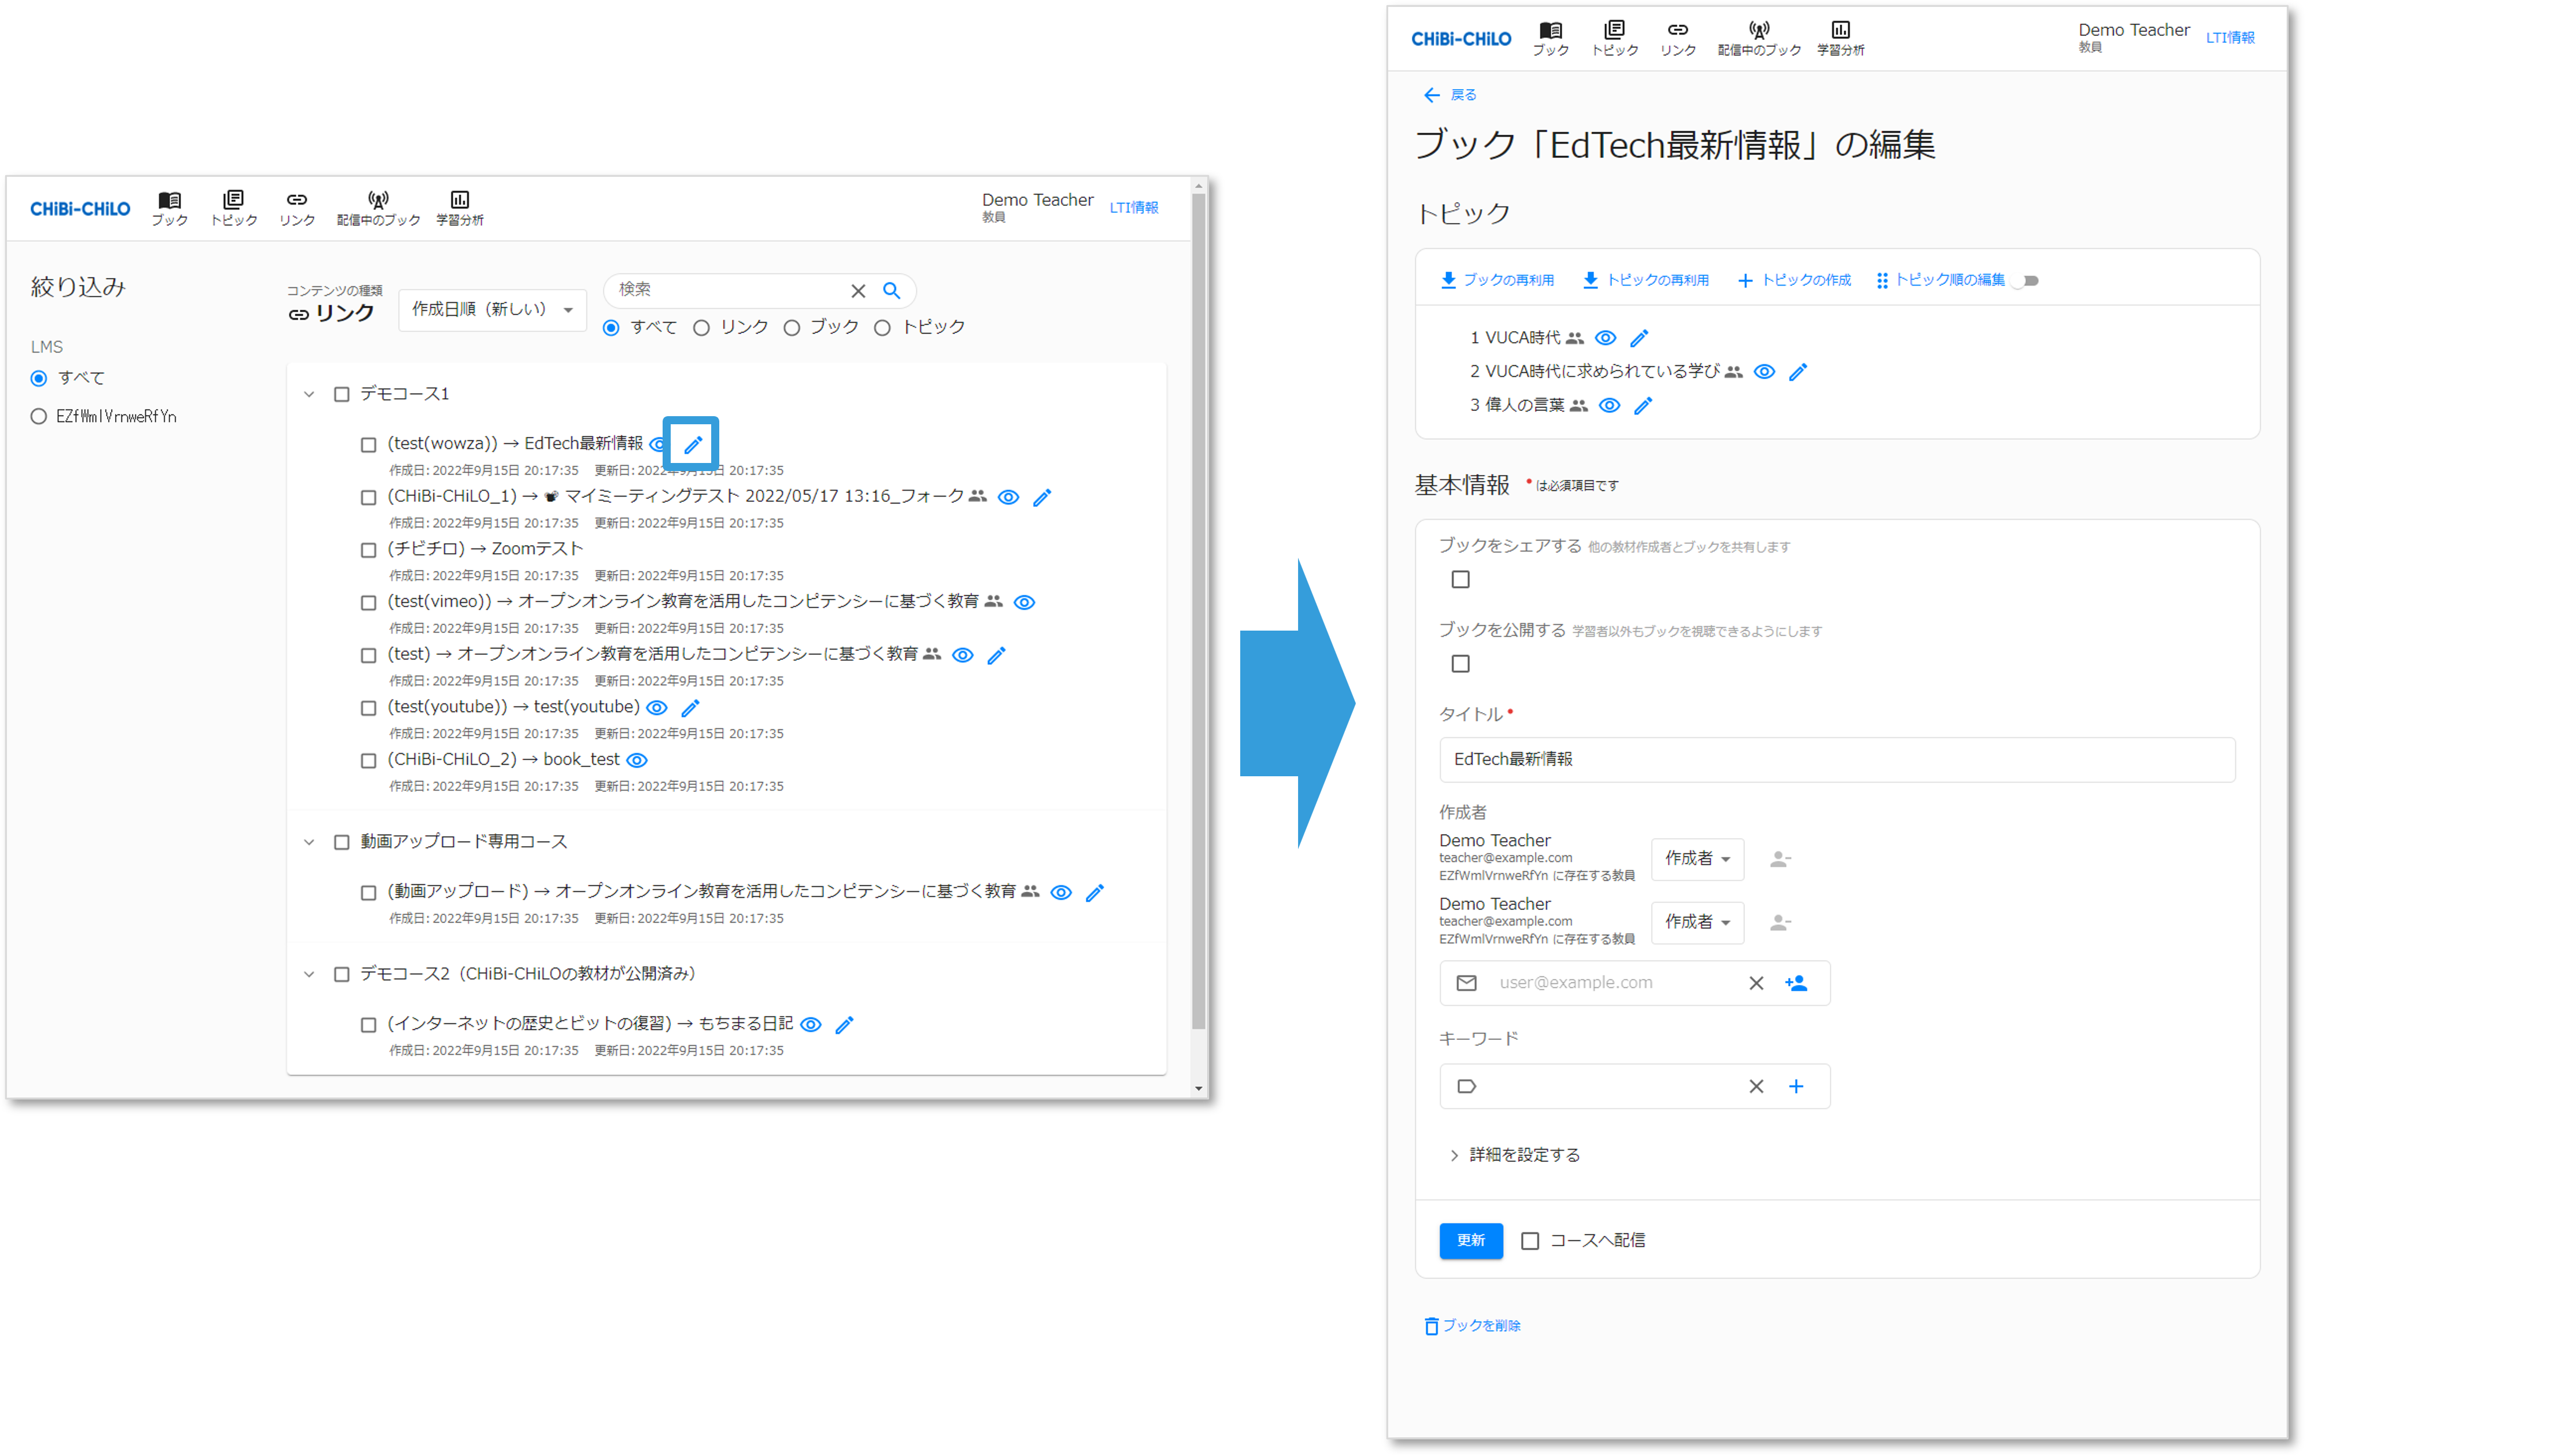 CHiBi-CHiLO
ブック
トピック
リンク
配信中のブック
学習分析
Demo Teacher
教員
LTI情報
絞り込み
LMS
すべて
EZfWmlVrnweRfYn
コンテンツの種類
リンク
作成日順（新しい）
検索
すべて リンク ブック トピック
デモコース1
(test(wowza)) → EdTech最新情報
作成日: 2022年9月15日 20:17:35 更新日: 2022年9月15日 20:17:35
(CHiBi-CHiLO_1) → マイミーティングテスト 2022/05/17 13:16_フォーク
作成日: 2022年9月15日 20:17:35 更新日: 2022年9月15日 20:17:35
(チビチロ) → Zoomテスト
作成日: 2022年9月15日 20:17:35 更新日: 2022年9月15日 20:17:35
(test(vimeo)) → オープンオンライン教育を活用したコンピテンシーに基づく教育
作成日: 2022年9月15日 20:17:35 更新日: 2022年9月15日 20:17:35
(test) → オープンオンライン教育を活用したコンピテンシーに基づく教育
作成日: 2022年9月15日 20:17:35 更新日: 2022年9月15日 20:17:35
(test(youtube)) → test(youtube)
作成日: 2022年9月15日 20:17:35 更新日: 2022年9月15日 20:17:35
(CHiBi-CHiLO_2) → book_test
作成日: 2022年9月15日 20:17:35 更新日: 2022年9月15日 20:17:35
動画アップロード専用コース
(動画アップロード) → オープンオンライン教育を活用したコンピテンシーに基づく教育
作成日: 2022年9月15日 20:17:35 更新日: 2022年9月15日 20:17:35
デモコース2（CHiBi-CHiLOの教材が公開済み）
(インターネットの歴史とビットの復習) → もちまる日記
作成日: 2022年9月15日 20:17:35 更新日: 2022年9月15日 20:17:35
CHiBi-CHiLO
ブック
トピック
リンク
配信中のブック
学習分析
Demo Teacher
教員
LTI情報
戻る
ブック「EdTech最新情報」の編集
トピック
ブックの再利用 トピックの再利用 トピックの作成 トピック順の編集
1 VUCA時代
2 VUCA時代に求められている学び
3 偉人の言葉
基本情報 * は必須項目です
ブックをシェアする 他の教材作成者とブックを共有します
ブックを公開する 学習者以外もブックを視聴できるようにします
タイトル *
EdTech最新情報
作成者
Demo Teacher
teacher@example.com
EZfWmlVrnweRfYn に存在する教員
作成者
Demo Teacher
teacher@example.com
EZfWmlVrnweRfYn に存在する教員
作成者
user@example.com
キーワード
詳細を設定する
更新 コースへ配信
ブックを削除